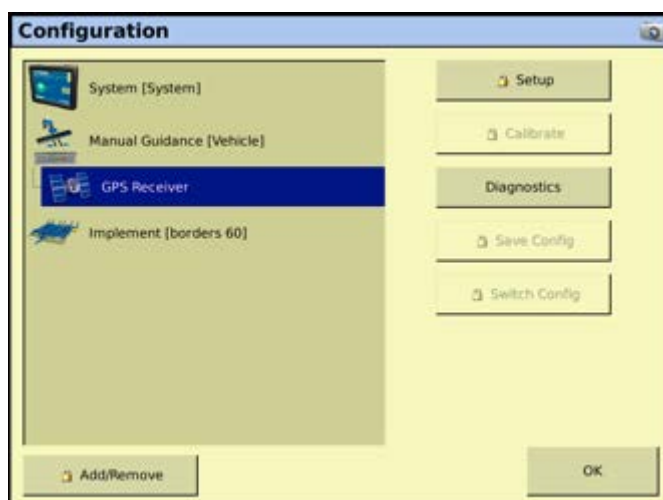 Configuration
System [System]
Manual Guidance [Vehicle]
GPS Receiver
Implement [borders 60]
Setup
Calibrate
Diagnostics
Save Config
Switch Config
Add/Remove
OK